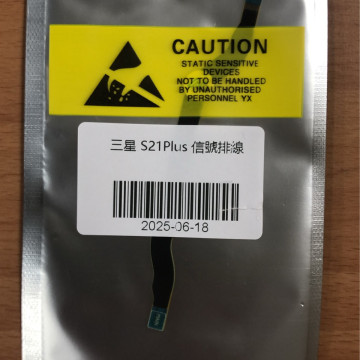 CAUTION
STATIC SENSITIVE
DEVICES
NOT TO BE HANDLED
BY UNAUTHORISED
PERSONNEL YX
三星 S21Plus 信號排線
2025-06-18